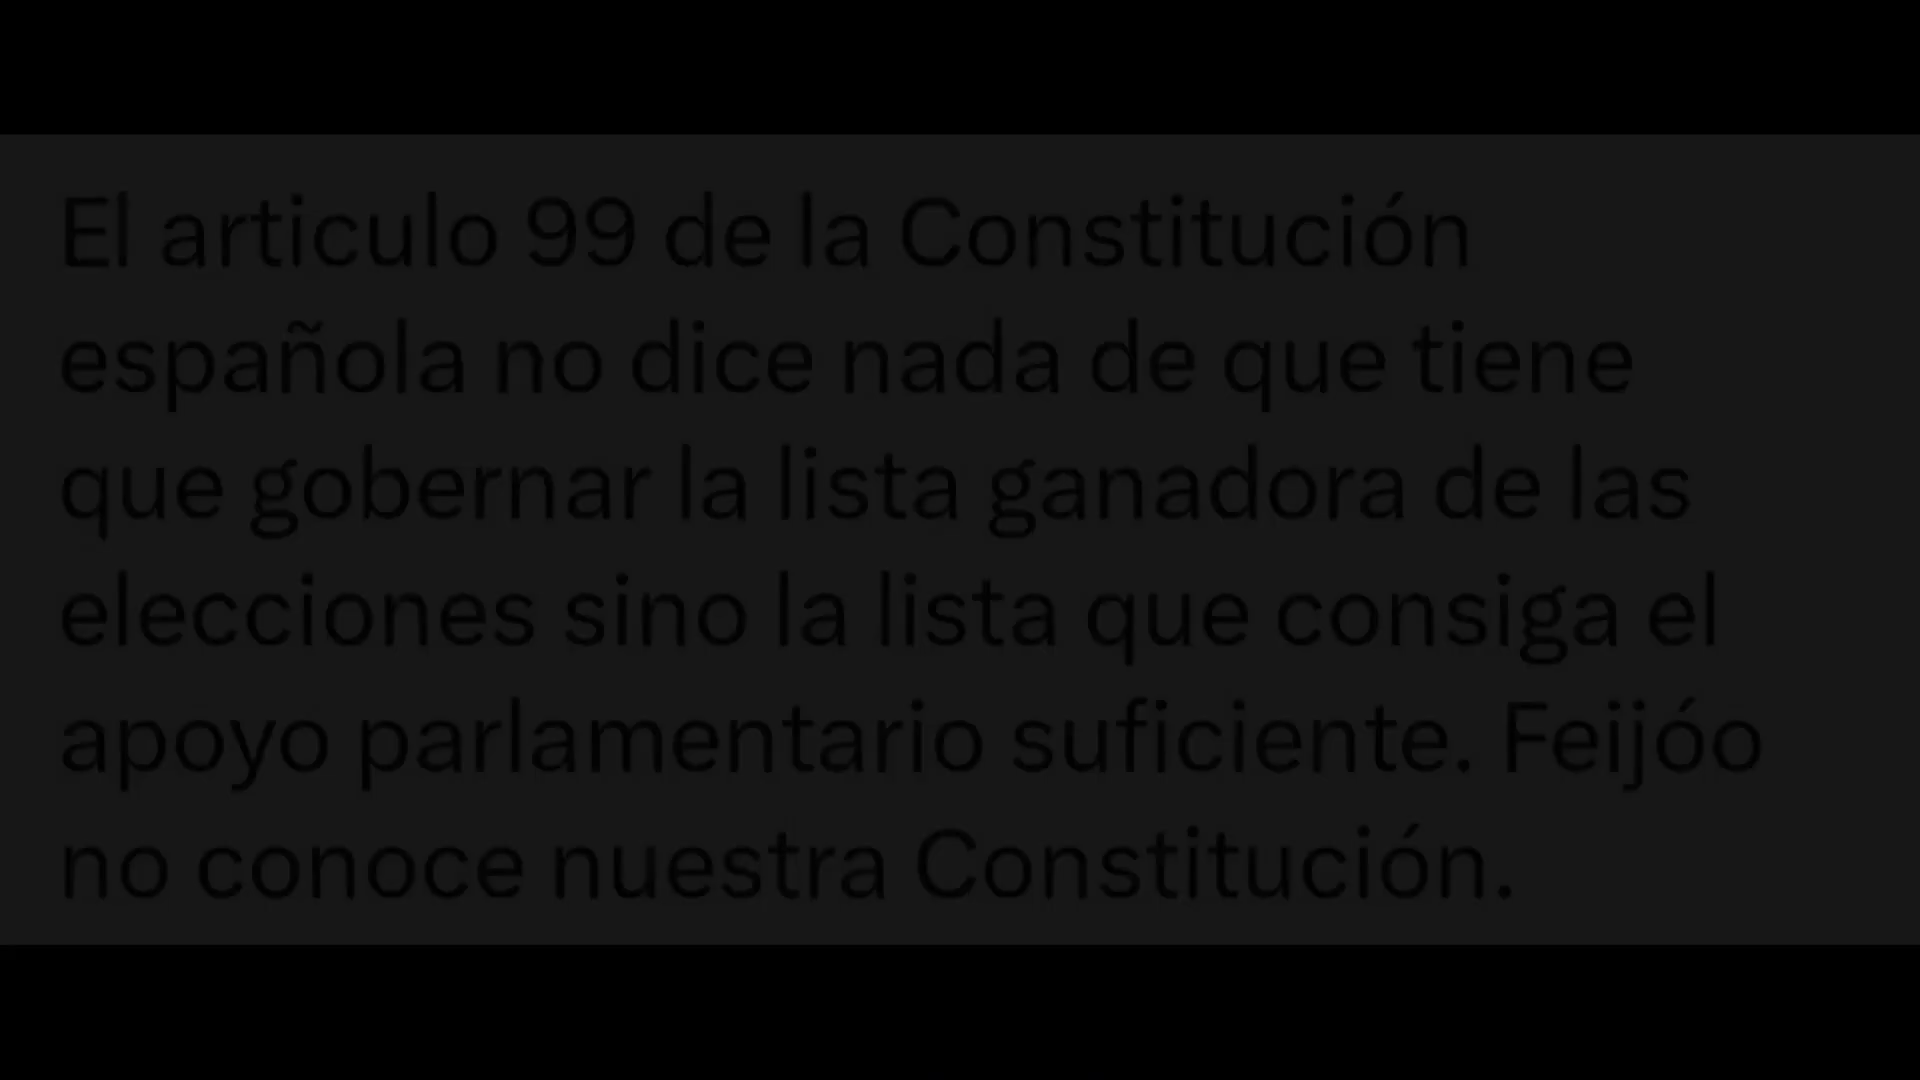 El articulo 99 de la Constitución
española no dice nada de que tiene
que gobernar la lista ganadora de las
elecciones sino la lista que consiga el
apoyo parlamentario suficiente. Feijóo
no conoce nuestra Constitución.